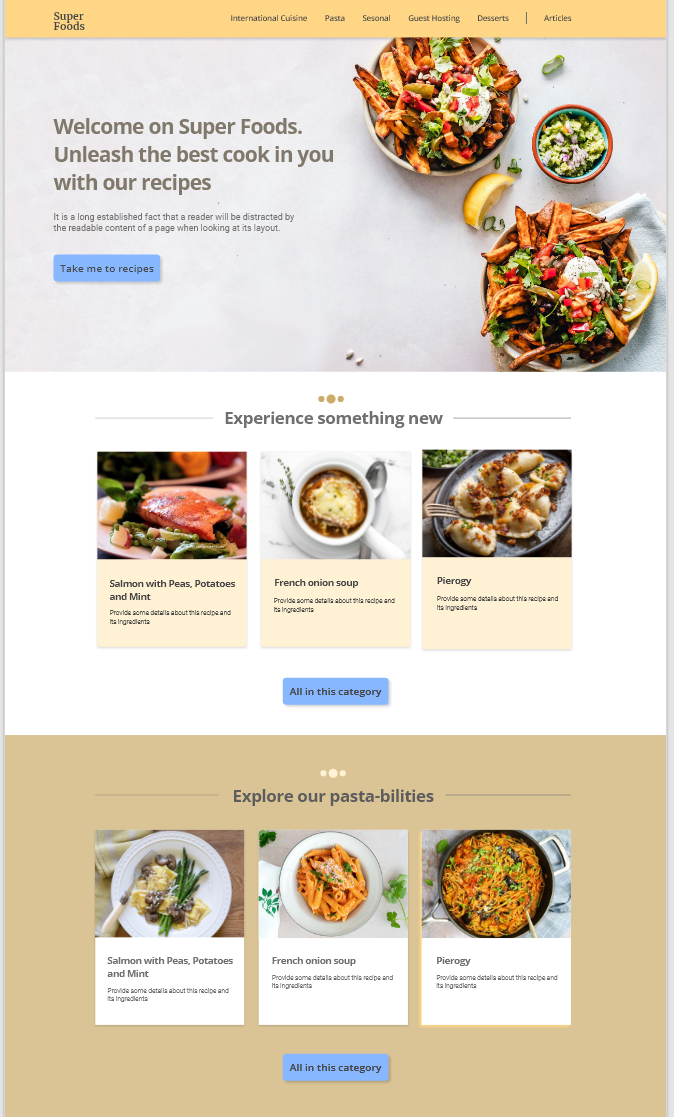 Super
Foods
International Cuisine Pasta Sesonal Guest Hosting Desserts Articles
Welcome on Super Foods.
Unleash the best cook in you
with our recipes
It is a long established fact that a reader will be distracted by
the readable content of a page when looking at its layout.
Take me to recipes
Experience something new
Salmon with Peas, Potatoes
and Mint
Provide some details about this recipe and
its ingredients
French onion soup
Provide some details about this recipe and
its ingredients
Pierogy
Provide some details about this recipe and
its ingredients
All in this category
Explore our pasta-bilities
Salmon with Peas, Potatoes
and Mint
Provide some details about this recipe and
its ingredients
French onion soup
Provide some details about this recipe and
its ingredients
Pierogy
Provide some details about this recipe and
its ingredients
All in this category